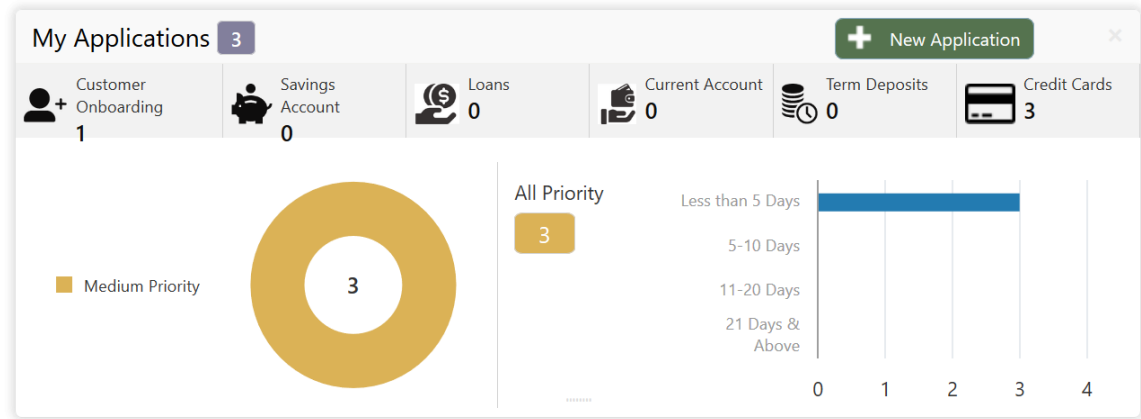 My Applications 3
New Application
Customer
Onboarding
1
Savings
Account
0
Loans
0
Current Account
0
Term Deposits
0
Credit Cards
3
Medium Priority
3
All Priority
3
Less than 5 Days
5-10 Days
11-20 Days
21 Days &
Above
0 1 2 3 4